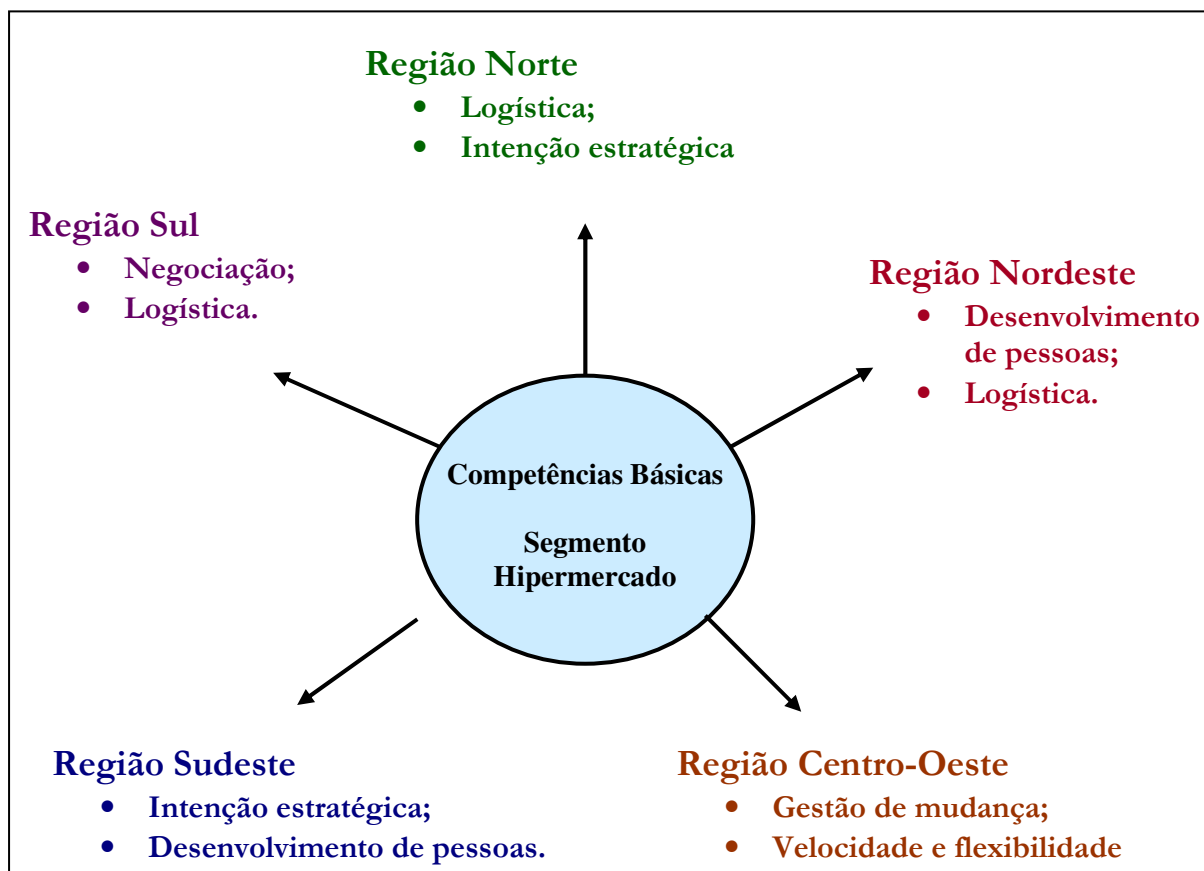 Região Norte
• Logística;
• Intenção estratégica
Região Sul
• Negociação;
• Logística.
Região Nordeste
• Desenvolvimento
de pessoas;
• Logística.
Competências Básicas
Segmento
Hipermercado
Região Sudeste
• Intenção estratégica;
• Desenvolvimento de pessoas.
Região Centro-Oeste
• Gestão de mudança;
• Velocidade e flexibilidade